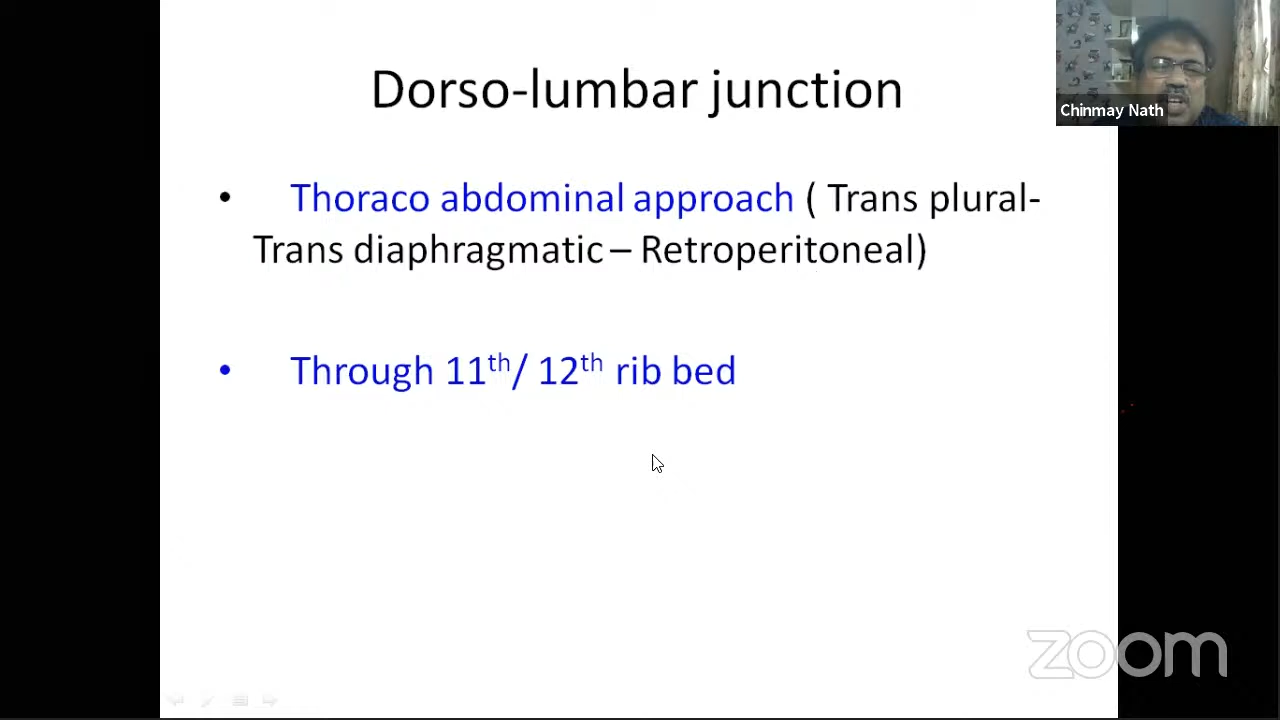 Dorso-lumbar junction
Chinmay Nath
• Thoraco abdominal approach ( Trans plural-
Trans diaphragmatic – Retroperitoneal)
• Through 11th/ 12th rib bed
zoom